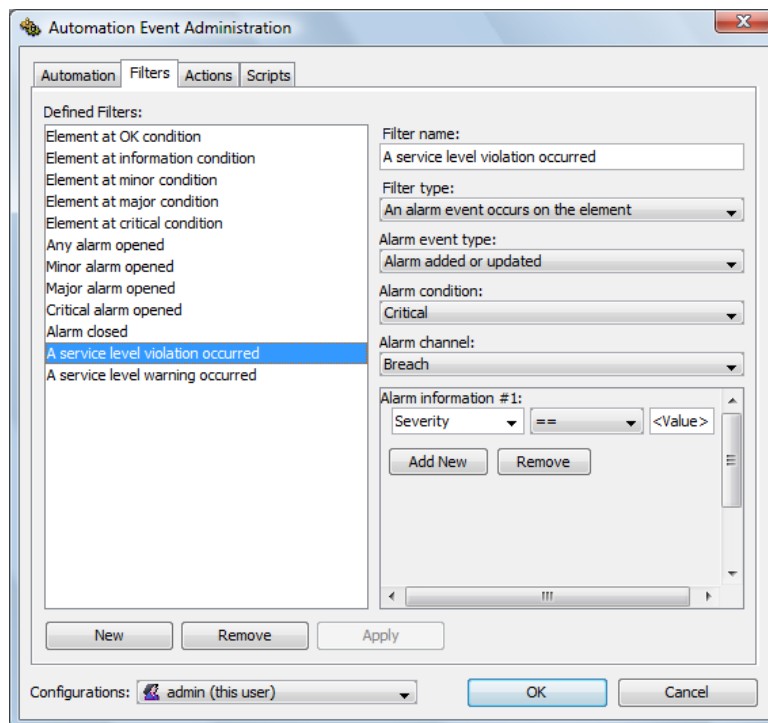 Automation Event Administration
Automation Filters Actions Scripts
Defined Filters:
Element at OK condition
Element at information condition
Element at minor condition
Element at major condition
Element at critical condition
Any alarm opened
Minor alarm opened
Major alarm opened
Critical alarm opened
Alarm closed
A service level violation occurred
A service level warning occurred
Filter name:
A service level violation occurred
Filter type:
An alarm event occurs on the element
Alarm event type:
Alarm added or updated
Alarm condition:
Critical
Alarm channel:
Breach
Alarm information #1:
Severity == <Value>
Add New Remove
New Remove Apply
Configurations: admin (this user) OK Cancel